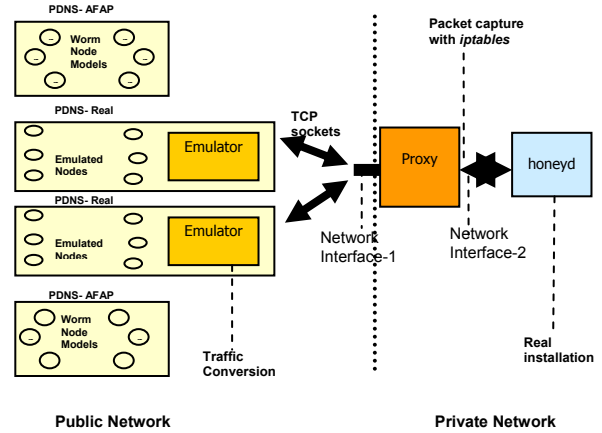 PDNS- AFAP
Worm
Node
Models
PDNS- Real
Emulated
Nodes
Emulator
PDNS- Real
Emulated
Nodes
Emulator
PDNS- AFAP
Worm
Node
Models
Traffic
Conversion
TCP
sockets
Network
Interface-1
Proxy
Packet capture
with iptables
Network
Interface-2
honeyd
Real
installation
Public Network
Private Network